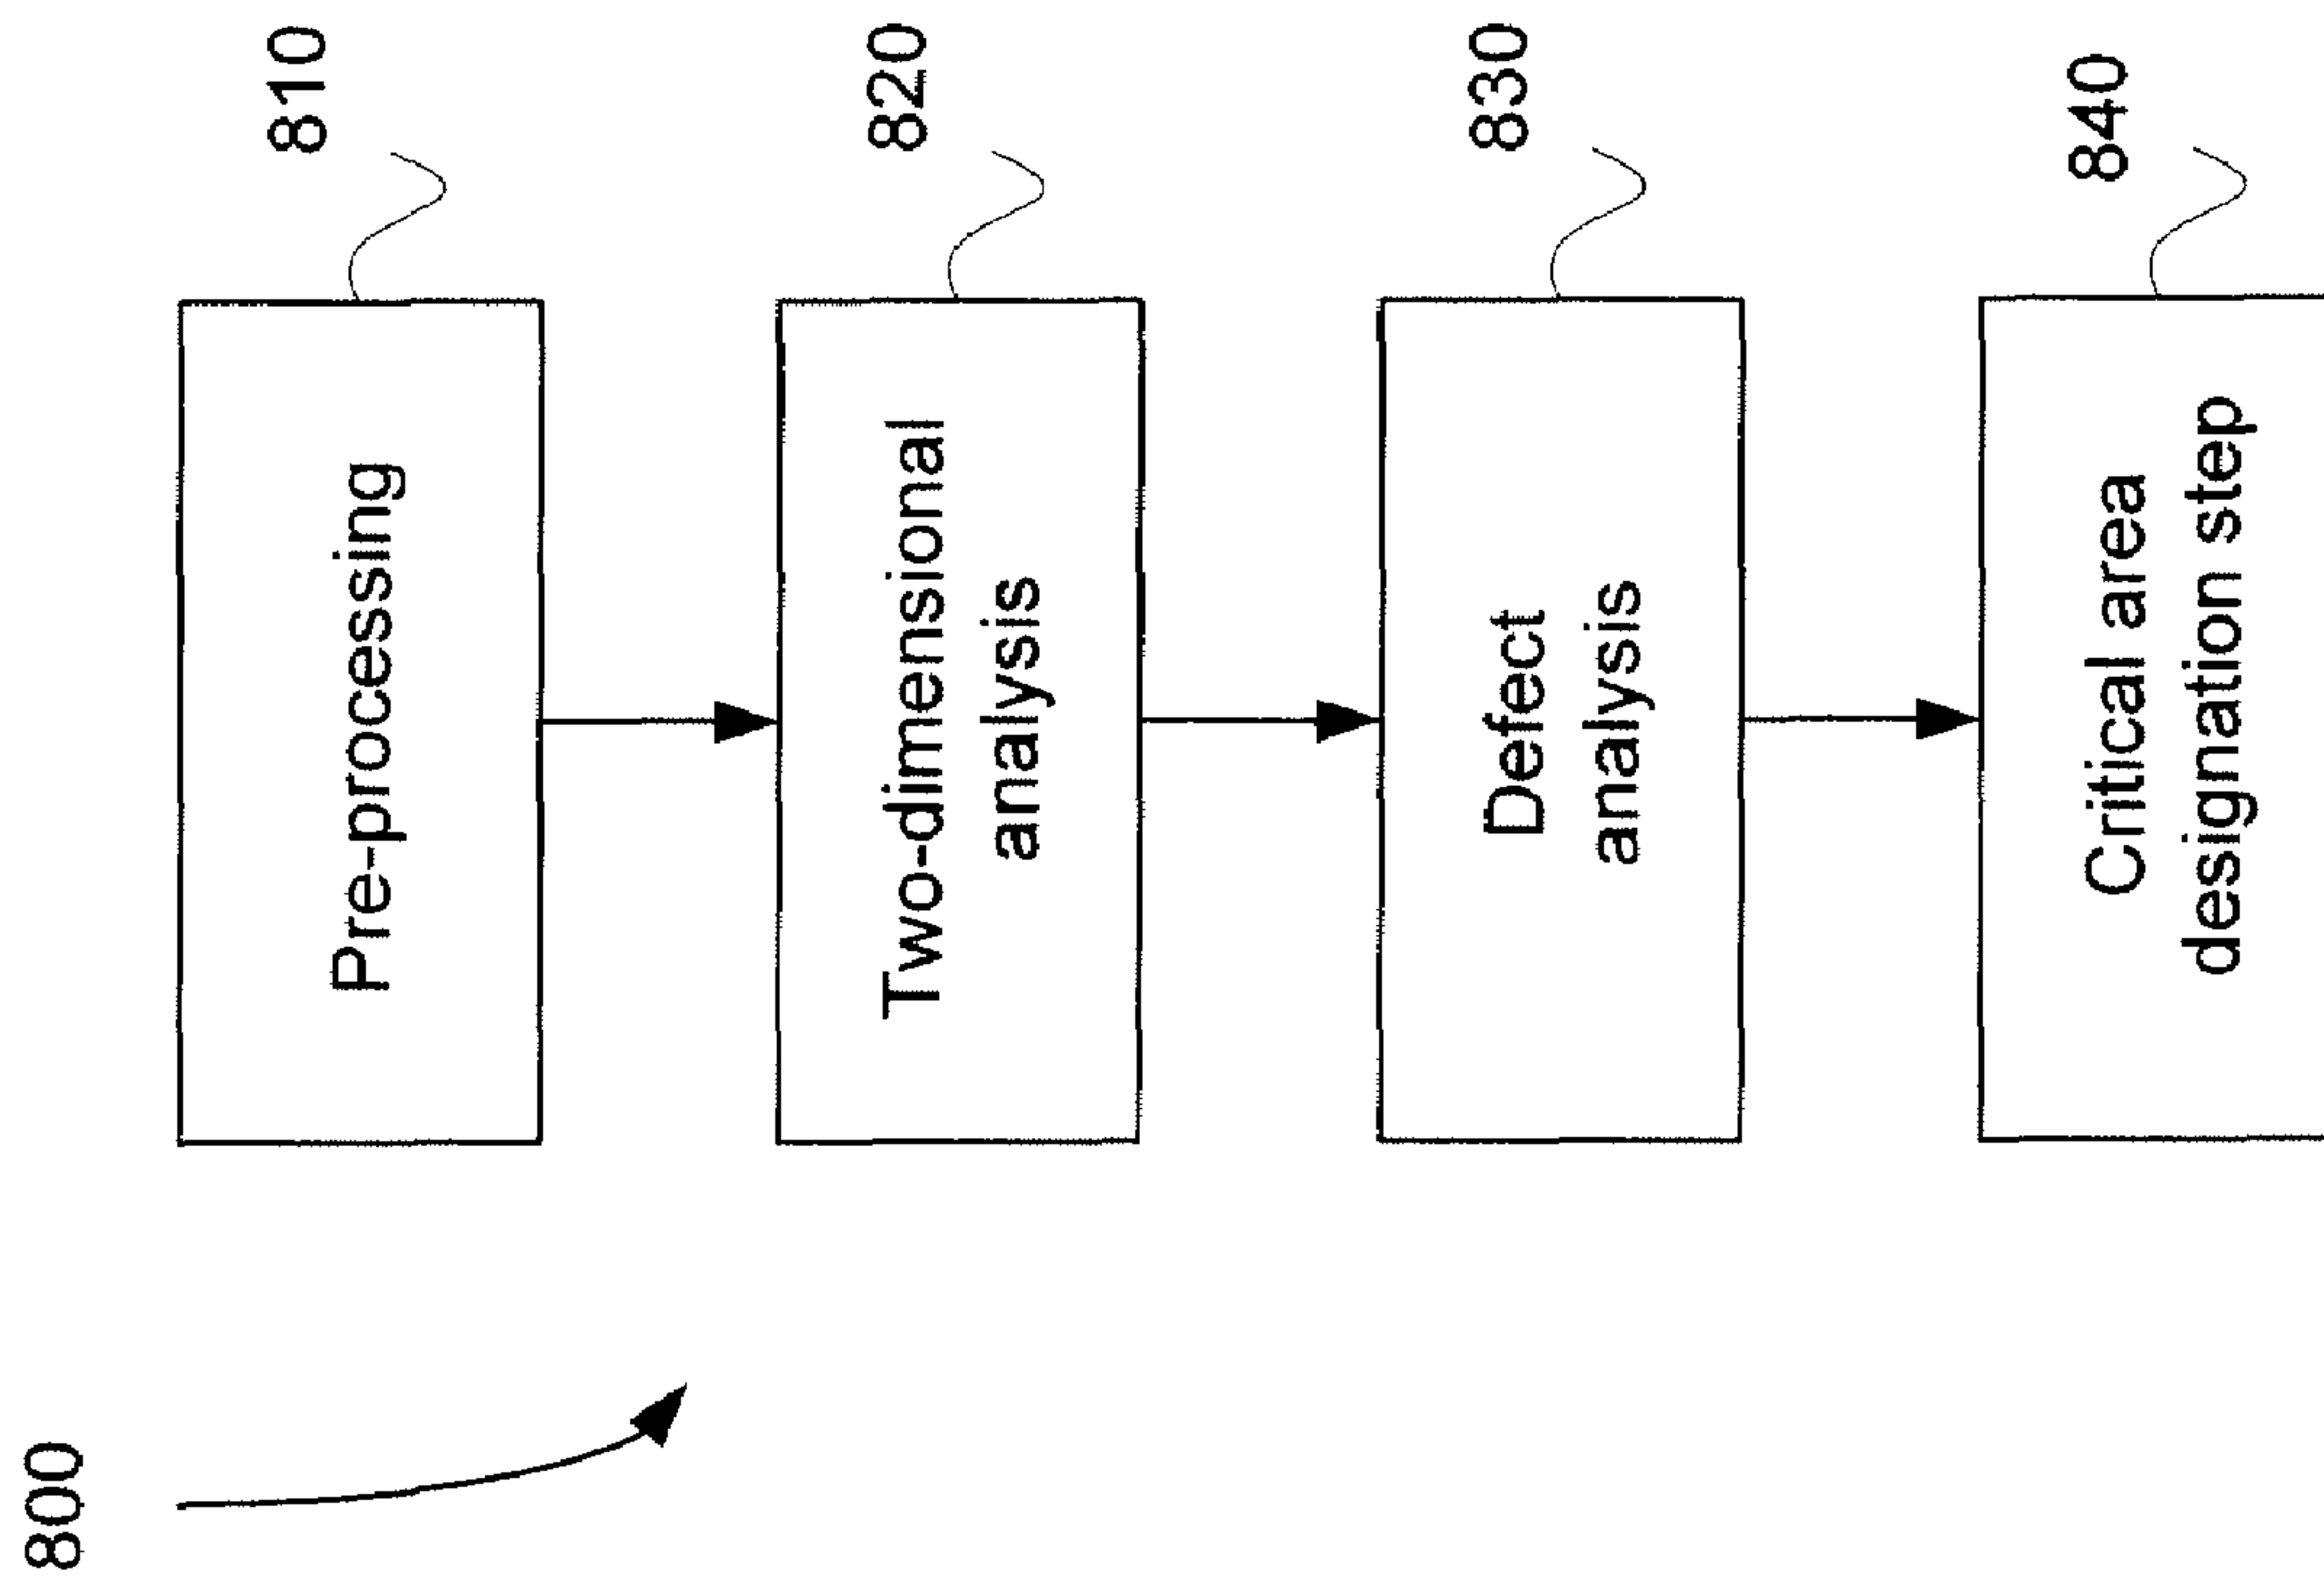 800
Pre-processing
810
Two-dimensional
analysis
820
Defect
analysis
830
Critical area
designation step
840